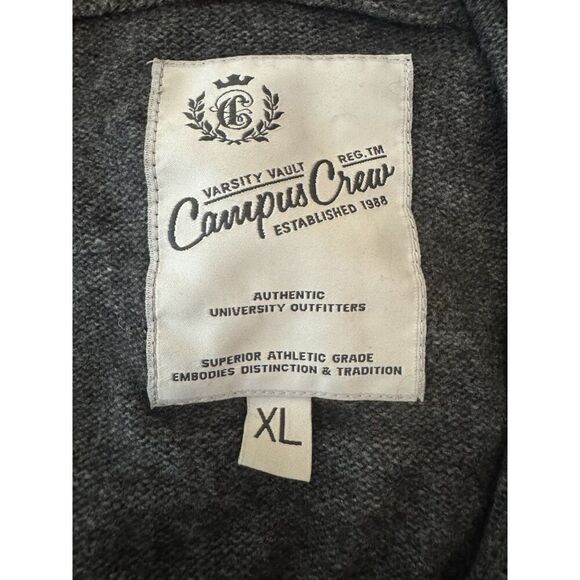 C
VARSITY VAULT REG.TM
Campus Crew
ESTABLISHED 1988
AUTHENTIC
UNIVERSITY OUTFITTERS
SUPERIOR ATHLETIC GRADE
EMBODIES DISTINCTION & TRADITION
XL